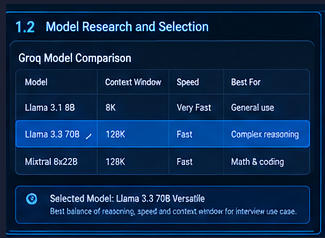 1.2 Model Research and Selection
Groq Model Comparison
Model Context Window Speed Best For
Llama 3.1 8B 8K Very Fast General use
Llama 3.3 70B 128K Fast Complex reasoning
Mixtral 8x22B 128K Fast Math & coding
Selected Model: Llama 3.3 70B Versatile
Best balance of reasoning, speed and context window for interview use case.